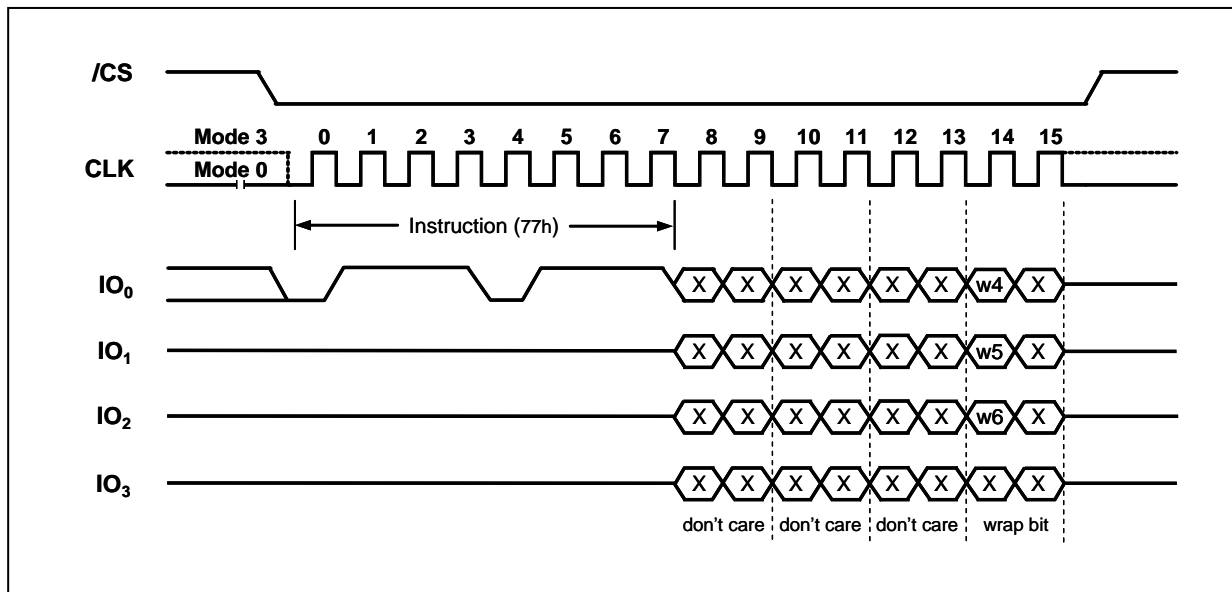 /CS
Mode 3 0 1 2 3 4 5 6 7 8 9 10 11 12 13 14 15
CLK Mode 0
Instruction (77h)
IO0 X X X X X X w4 X
IO1 X X X X X X w5 X
IO2 X X X X X X w6 X
IO3 X X X X X X X X
don't care don't care don't care wrap bit